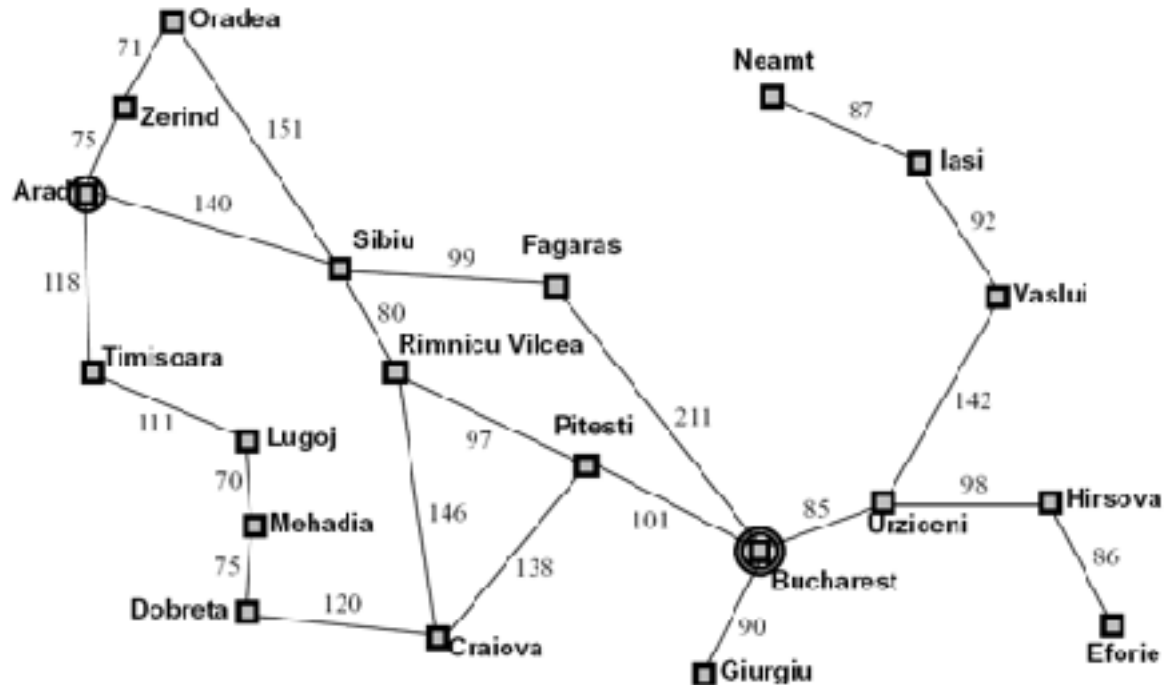 Oradea
71
Neamt
87
Zerind
75
151
Iasi
Arad
140
92
Sibiu
Fagaras
99
118
Vaslui
80
Timisoara
Rimnicu Vilcea
142
111
211
Lugoj
97
Pitesti
70
98
Hirsova
85
Urziceni
146
101
Mehadia
86
138
75
Bucharest
Dobreta
120
90
Craiova
Giurgiu
Eforie